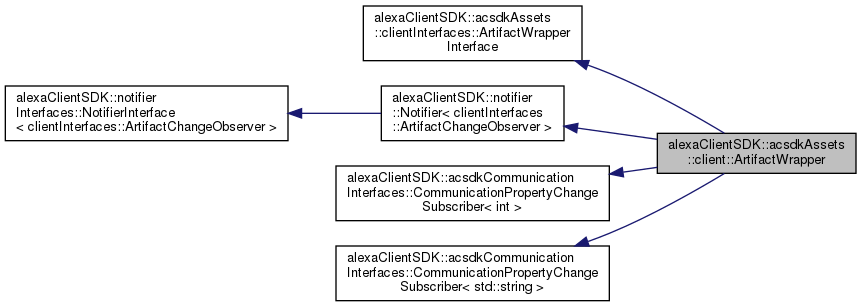 alexaClientSDK::acsdkAssets
::clientInterfaces::ArtifactWrapper
Interface
alexaClientSDK::notifier
Interfaces::NotifierInterface
< clientInterfaces::ArtifactChangeObserver >
alexaClientSDK::notifier
::Notifier< clientInterfaces
::ArtifactChangeObserver >
alexaClientSDK::acsdkAssets
::client::ArtifactWrapper
alexaClientSDK::acsdkCommunication
Interfaces::CommunicationPropertyChange
Subscriber< int >
alexaClientSDK::acsdkCommunication
Interfaces::CommunicationPropertyChange
Subscriber< std::string >